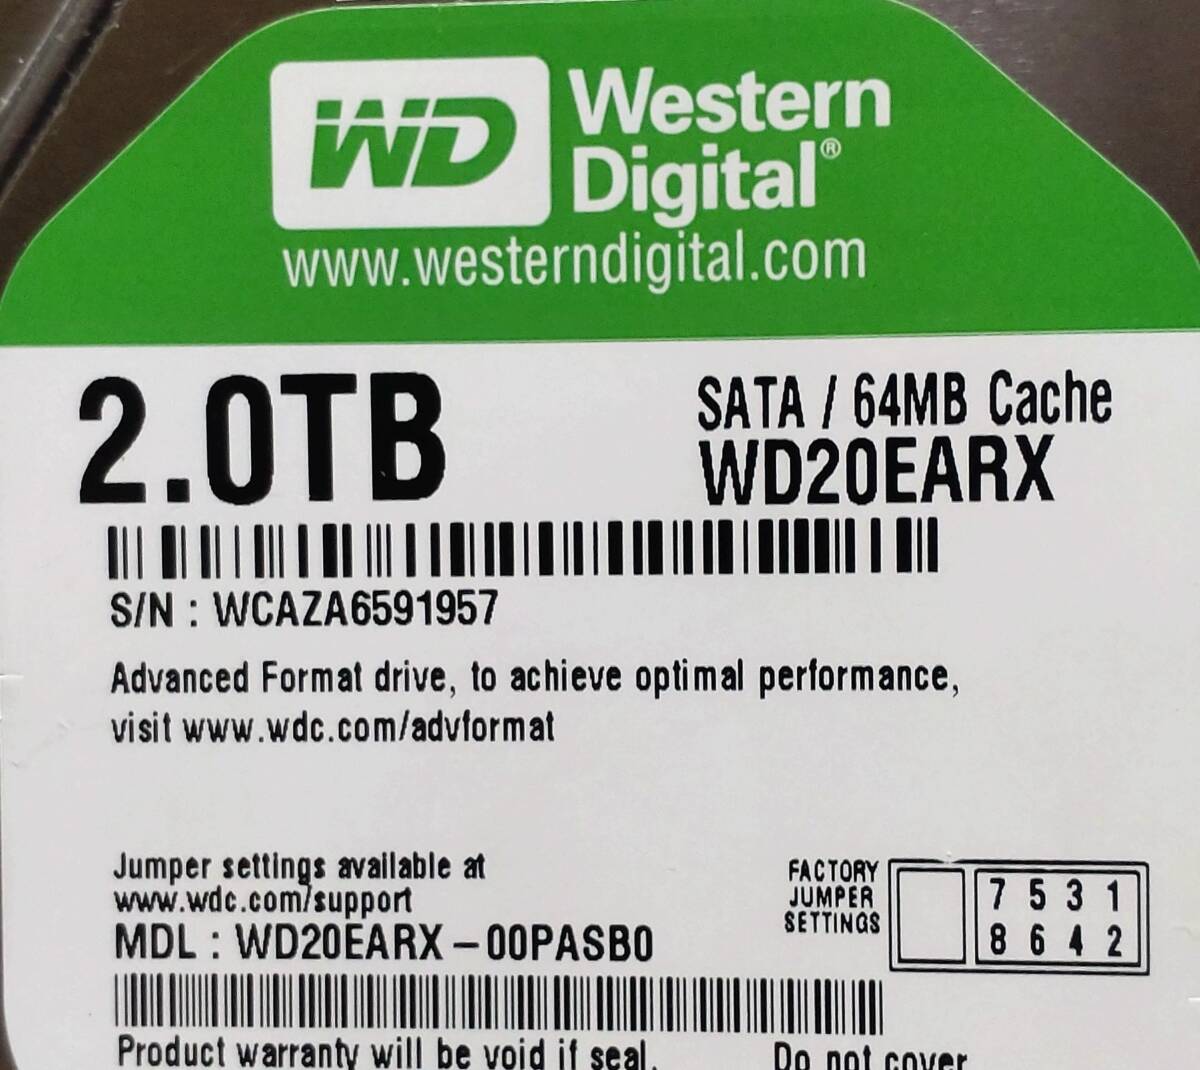 WD Western
Digital®
www.westerndigital.com
2.0TB
SATA / 64MB Cache
WD20EARX
S/N : WCAZA6591957
Advanced Format drive, to achieve optimal performance,
visit www.wdc.com/advformat
Jumper settings available at
www.wdc.com/support
MDL : WD20EARX-00PASB0
FACTORY
JUMPER
SETTINGS
7 5 3 1
8 6 4 2
Product warranty will be void if seal,
Do not cover